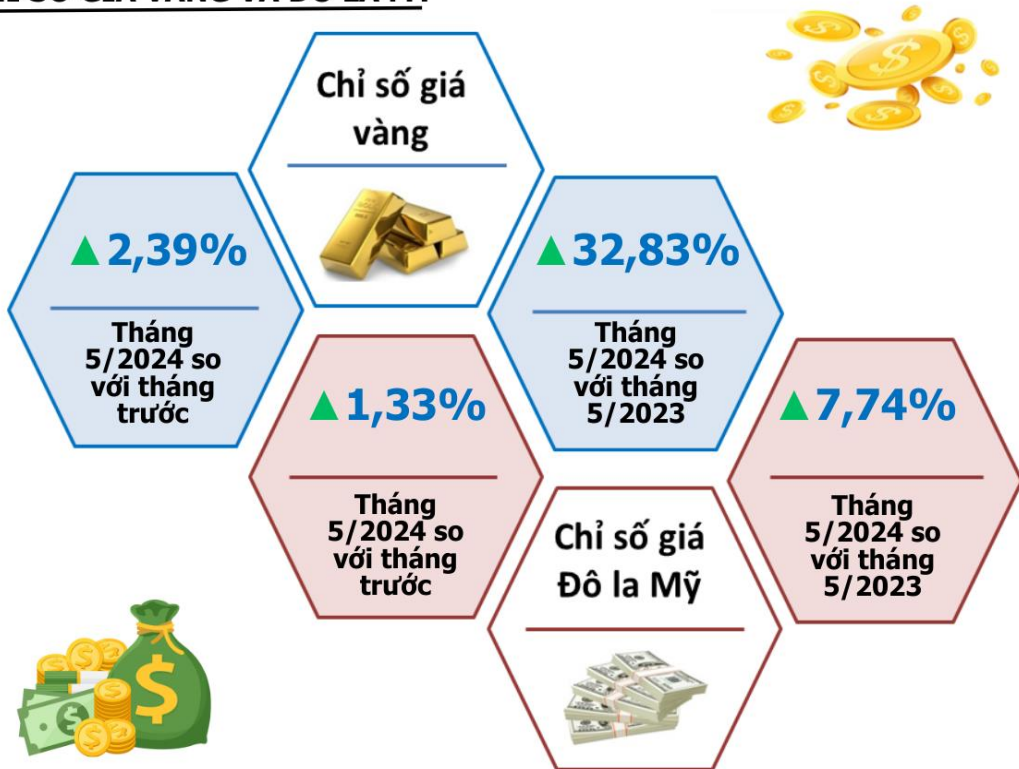 Chỉ số giá
vàng
▲2,39%
Tháng
5/2024 so
với tháng
trước
▲32,83%
Tháng
5/2024 so
với tháng
5/2023
▲1,33%
Tháng
5/2024 so
với tháng
trước
▲7,74%
Tháng
5/2024 so
với tháng
5/2023
Chỉ số giá
Đô la Mỹ